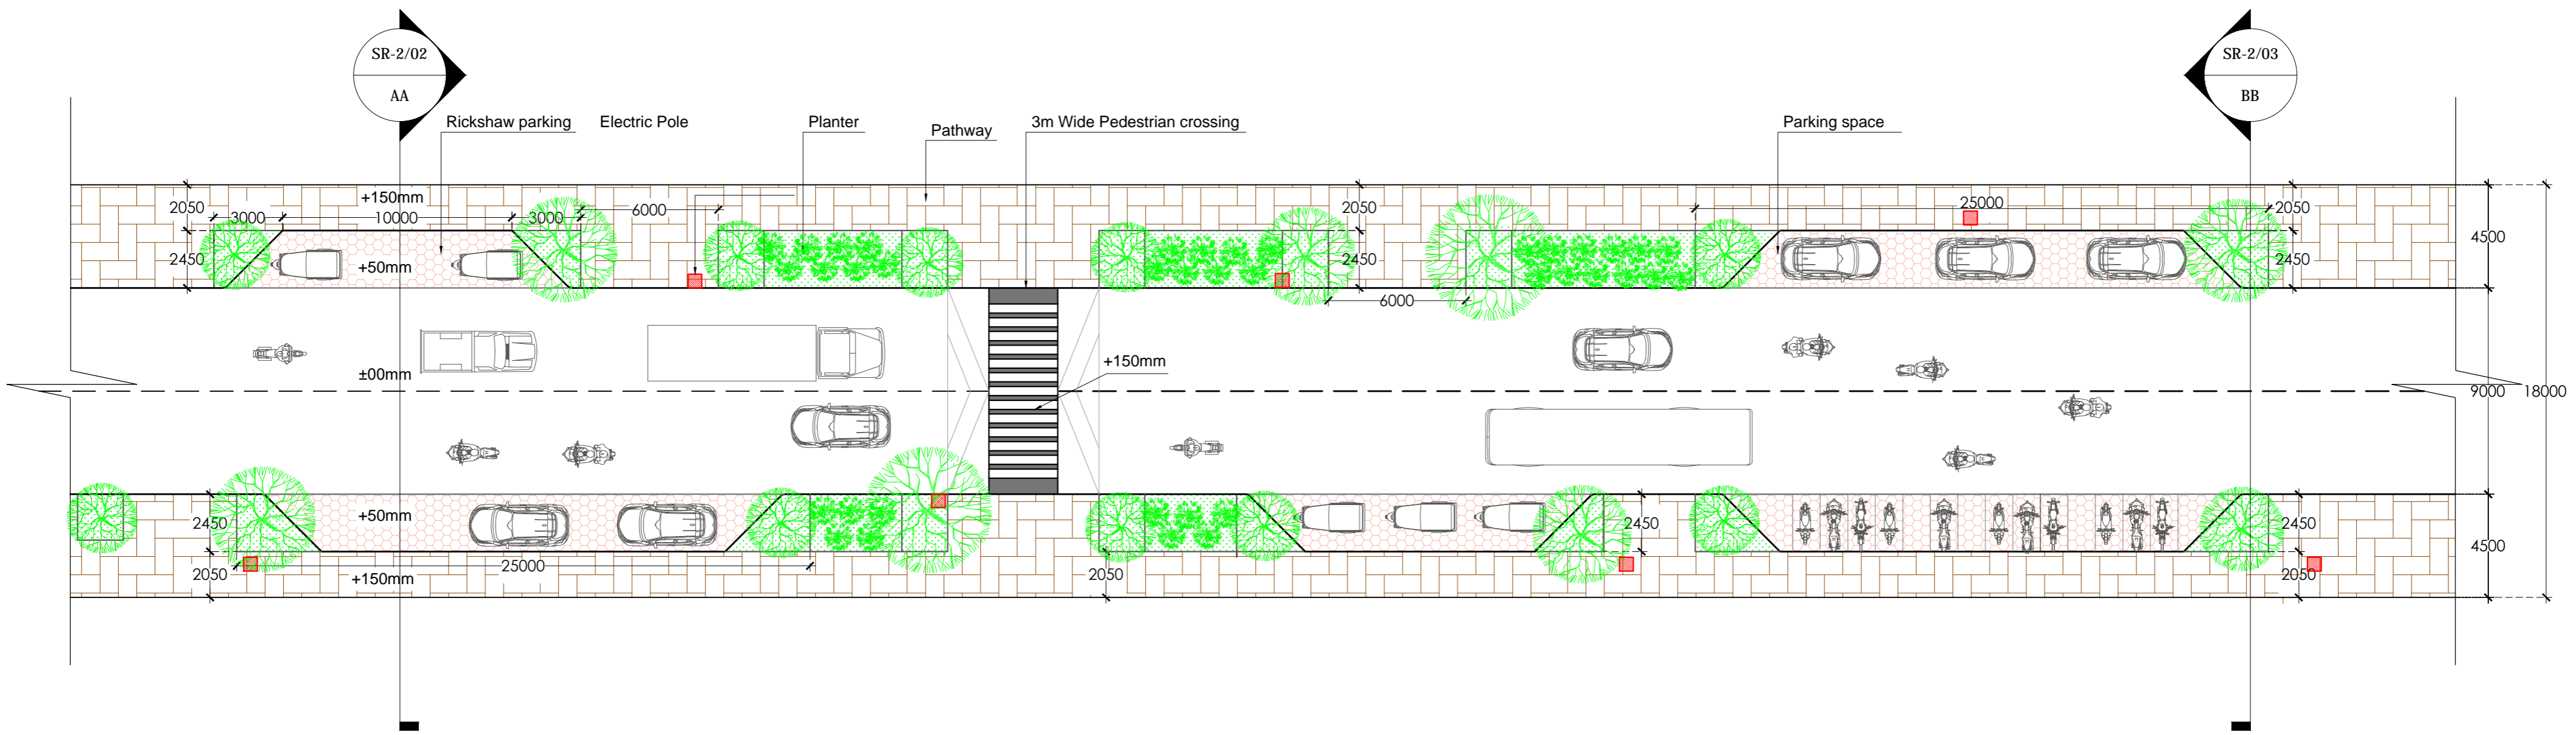 SR-2/02
AA
SR-2/03
BB
Rickshaw parking
Electric Pole
Planter
Pathway
3m Wide Pedestrian crossing
Parking space
+150mm
2050
3000
10000
3000
6000
2050
25000
2050
2450
+50mm
2450
6000
2450
4500
±00mm
+150mm
9000
18000
2450
+50mm
2450
2450
4500
2050
+150mm
25000
2050
2050